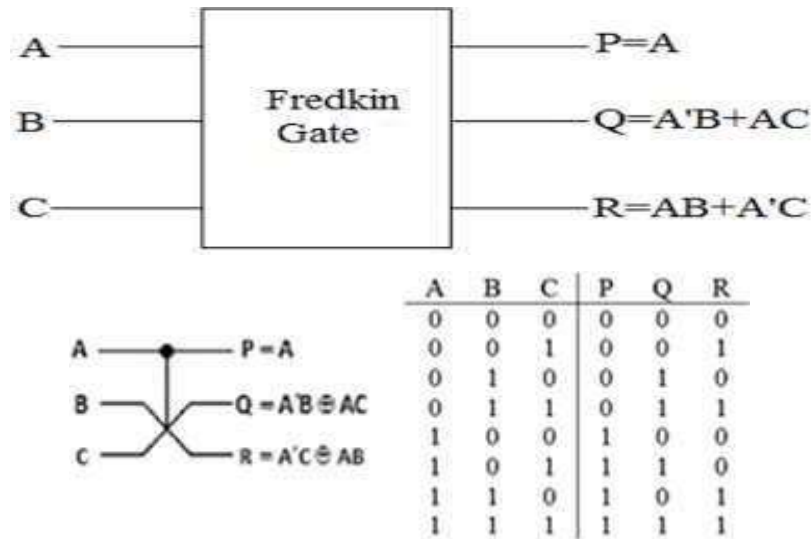 A
P=A
Fredkin
Gate
B
Q=A'B+AC
C
R=AB+A'C
A B C P Q R
0 0 0 0 0 0
0 0 1 0 0 1
0 1 0 0 1 0
0 1 1 0 1 1
1 0 0 1 0 0
1 0 1 1 1 0
1 1 0 1 0 1
1 1 1 1 1 1
A P=A
B Q=A'B⊕AC
C R=A'C⊕AB